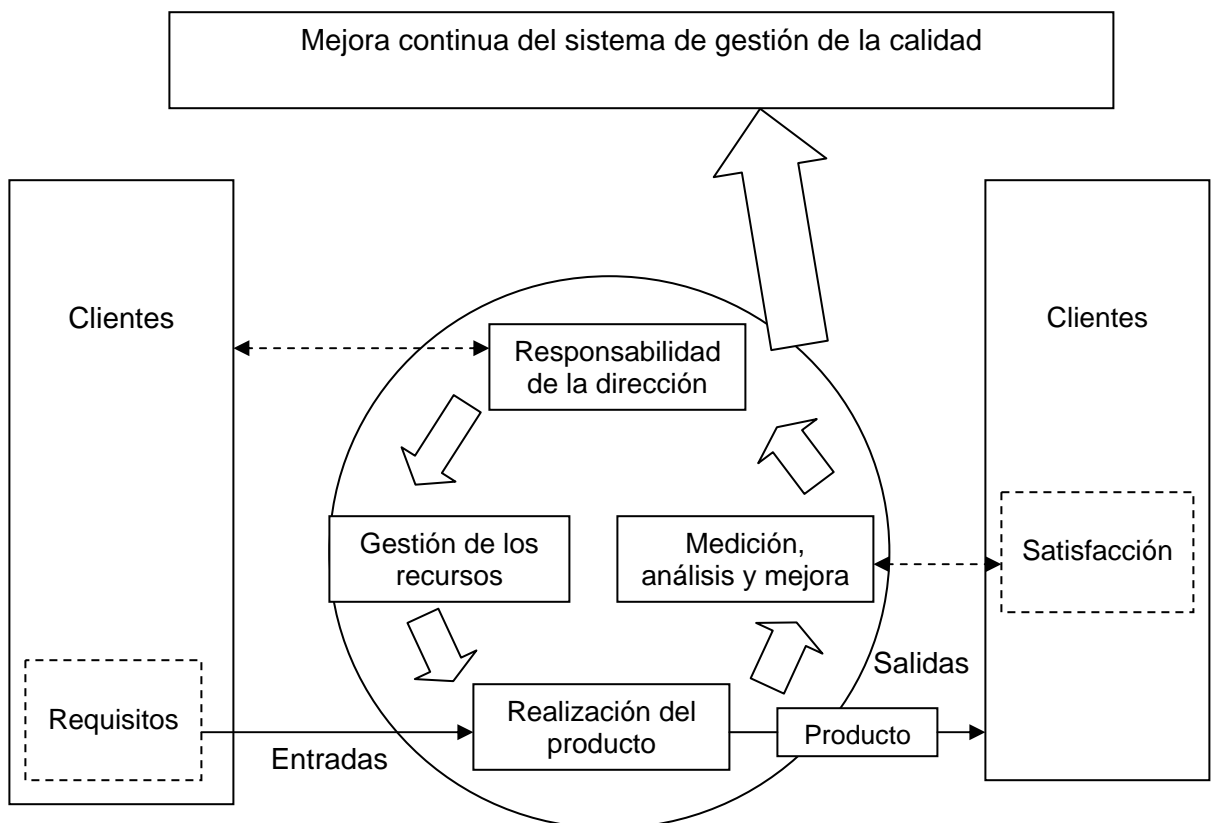 Mejora continua del sistema de gestión de la calidad
Clientes
Clientes
Responsabilidad
de la dirección
Gestión de los
recursos
Medición,
análisis y mejora
Satisfacción
Salidas
Requisitos
Entradas
Realización del
producto
Producto